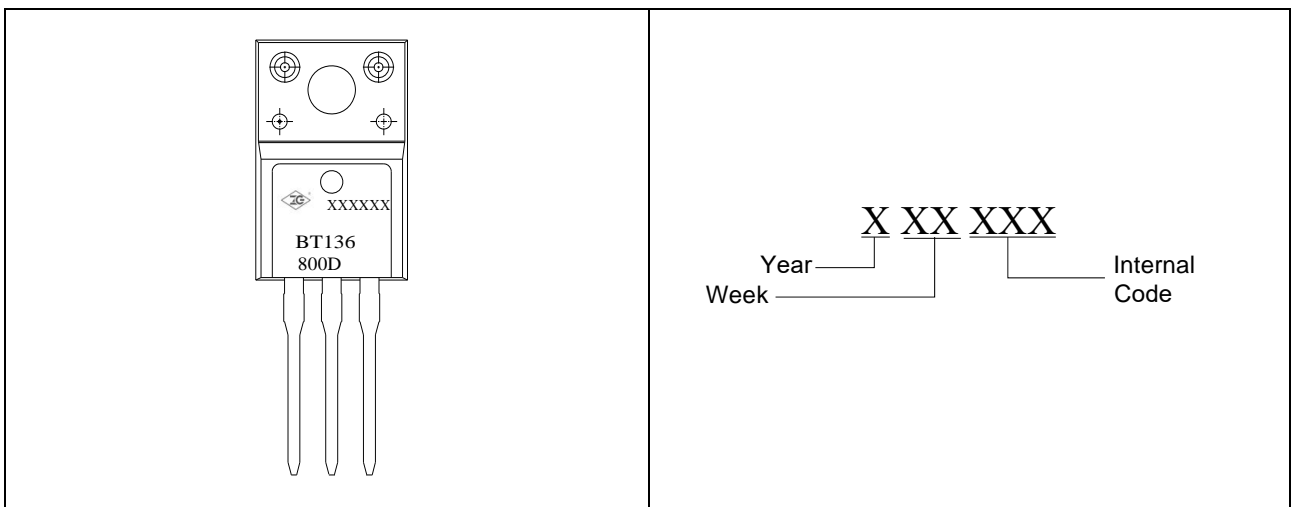 XXXXXX
BT136
800D
X XX XXX
Year
Week
Internal
Code